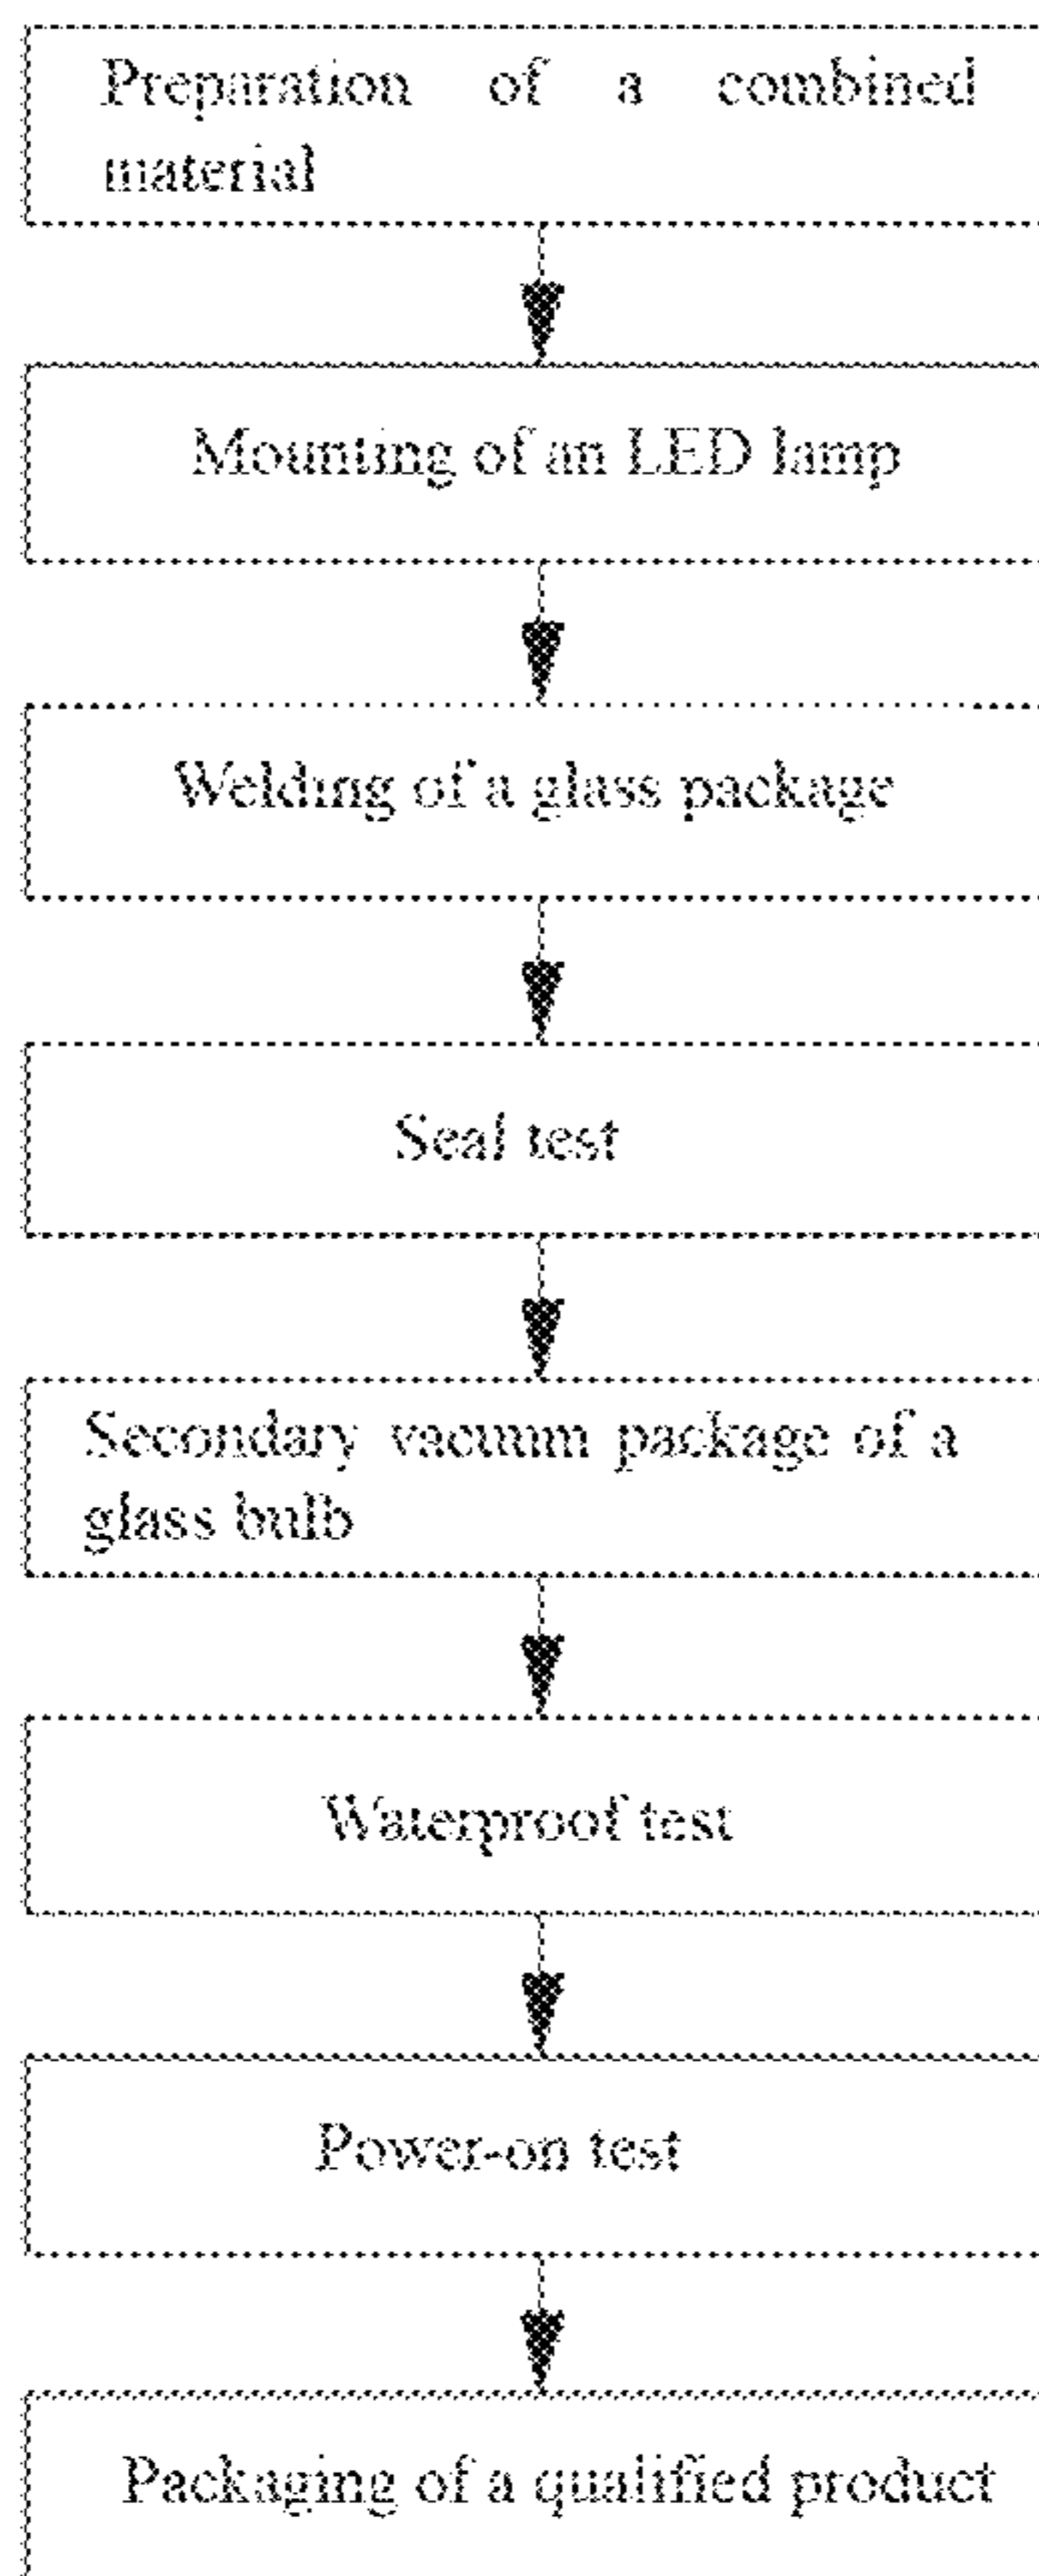 Preparation of a combined
material
Mounting of an LED lamp
Welding of a glass package
Seal test
Secondary vacuum package of a
glass bulb
Waterproof test
Power-on test
Packaging of a qualified product